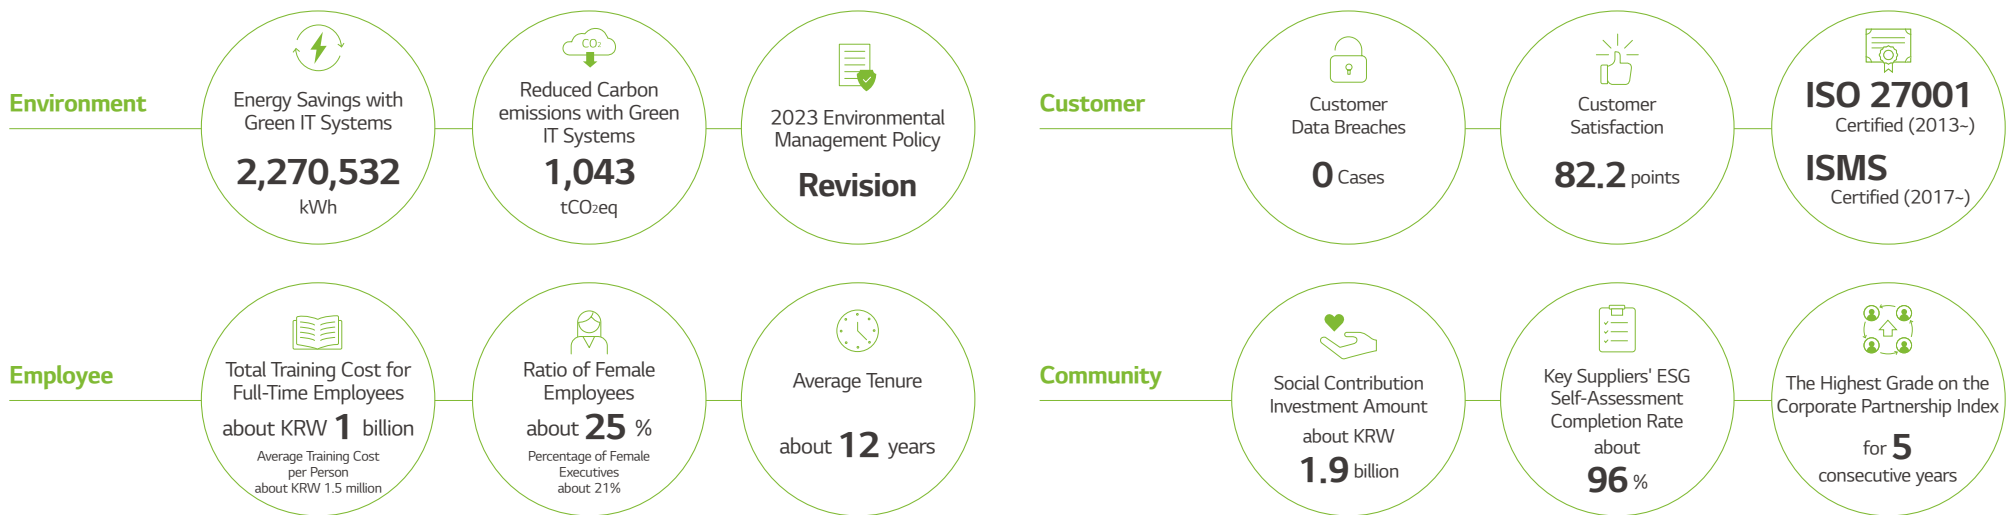 Environment
Energy Savings with
Green IT Systems
2,270,532
kWh
CO₂
Reduced Carbon
emissions with Green
IT Systems
1,043
tCO₂eq
2023 Environmental
Management Policy
Revision
Customer
Customer
Data Breaches
0 Cases
Customer
Satisfaction
82.2 points
ISO 27001
Certified (2013~)
ISMS
Certified (2017~)
Employee
Total Training Cost for
Full-Time Employees
about KRW 1 billion
Average Training Cost
per Person
about KRW 1.5 million
Ratio of Female
Employees
about 25 %
Percentage of Female
Executives
about 21%
Average Tenure
about 12 years
Community
Social Contribution
Investment Amount
about KRW
1.9 billion
Key Suppliers' ESG
Self-Assessment
Completion Rate
about
96 %
The Highest Grade on the
Corporate Partnership Index
for 5
consecutive years